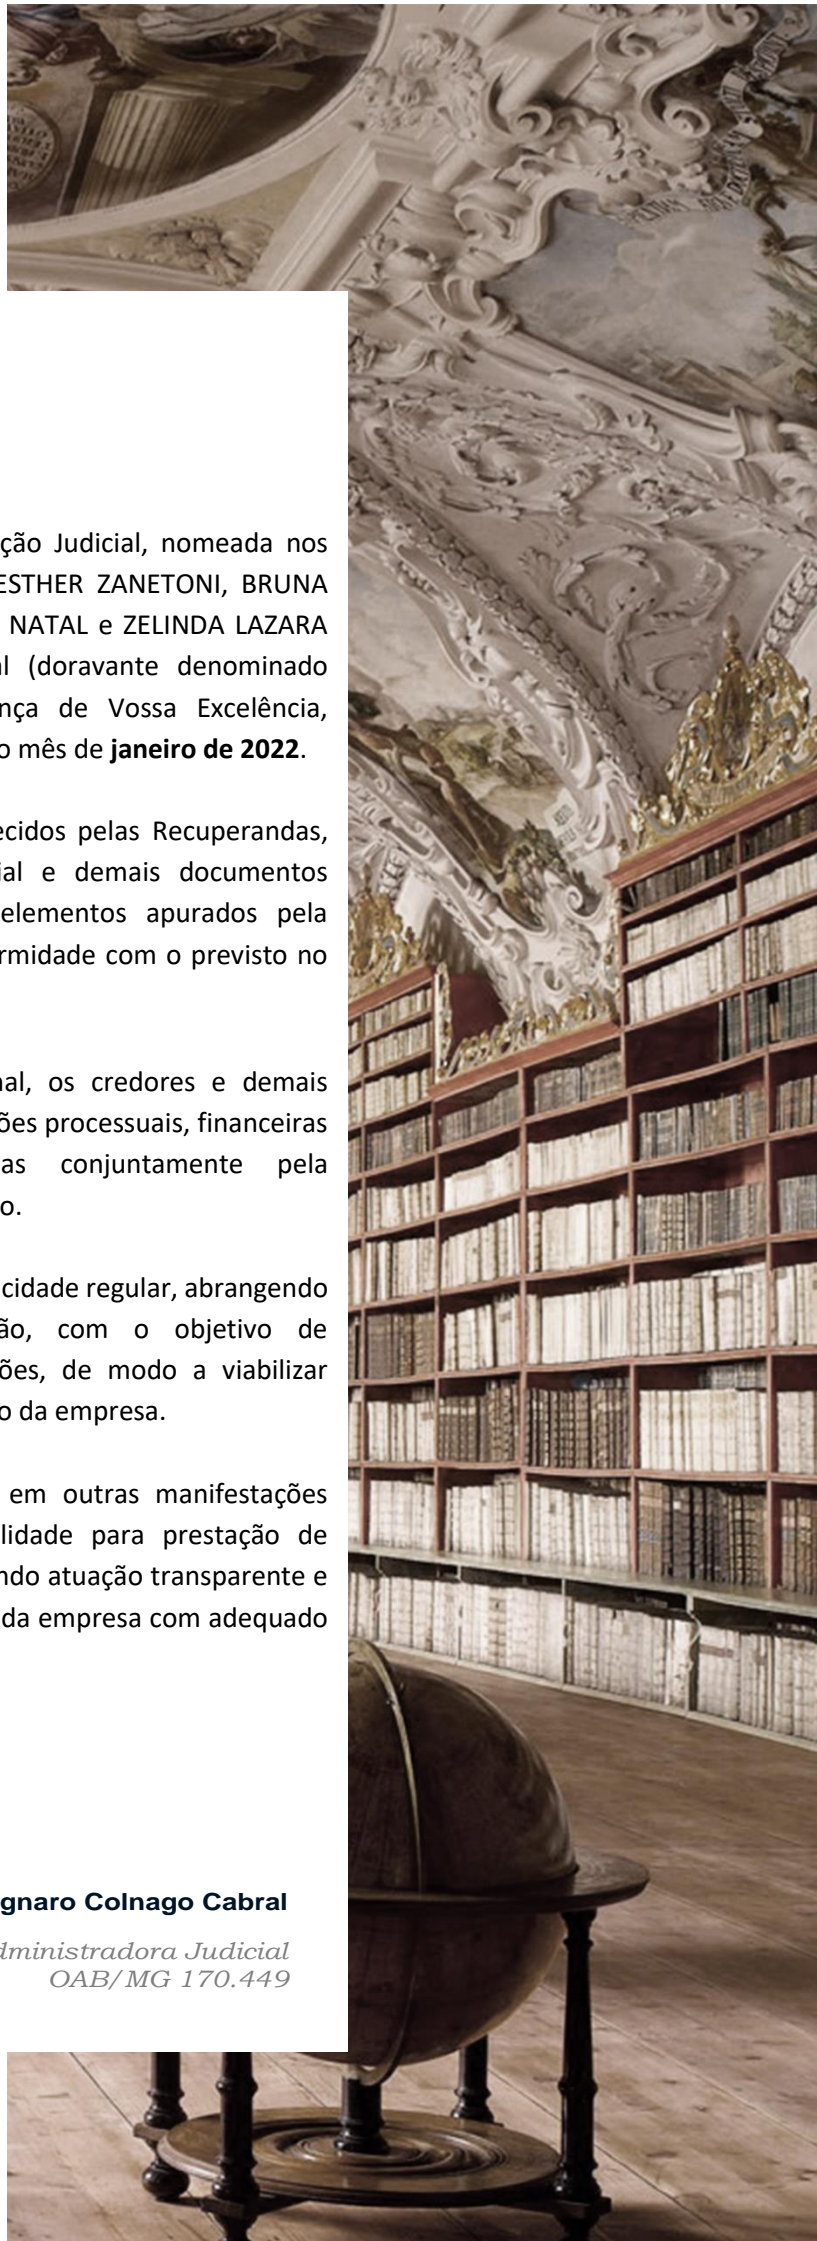 ção Judicial, nomeada nos
ESTHER ZANETONI, BRUNA
NATAL e ZELINDA LAZARA
l (doravante denominado
nça de Vossa Excelência,
o mês de janeiro de 2022.
ecidos pelas Recuperandas,
ial e demais documentos
elementos apurados pela
rmidade com o previsto no
nal, os credores e demais
ões processuais, financeiras
as conjuntamente pela
o.
cidade regular, abrangendo
ão, com o objetivo de
ões, de modo a viabilizar
o da empresa.
em outras manifestações
lidade para prestação de
ndo atuação transparente e
da empresa com adequado
gnaro Colnago Cabral
dministradora Judicial
OAB/MG 170.449